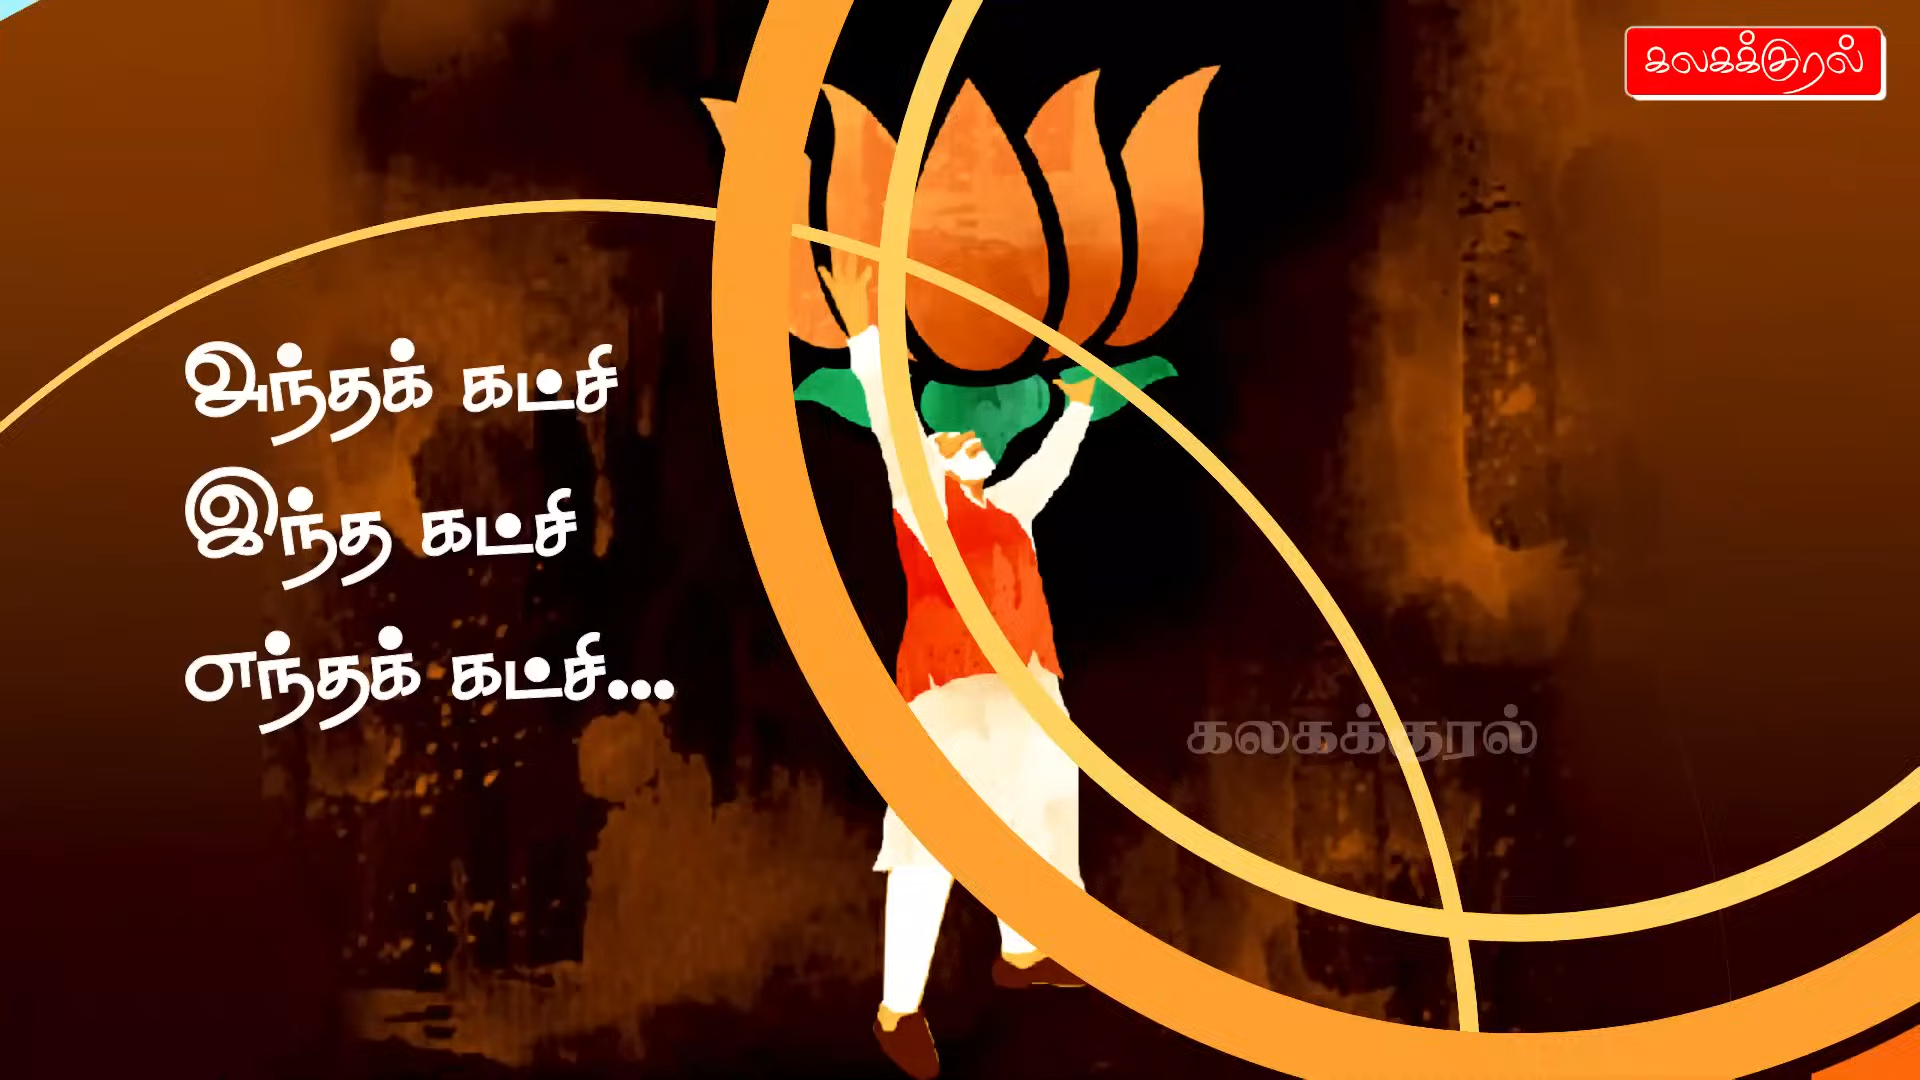 கலகக்குரல்
அந்தக் கட்சி
இந்த கட்சி
எந்தக் கட்சி...
கலகக்குரல்